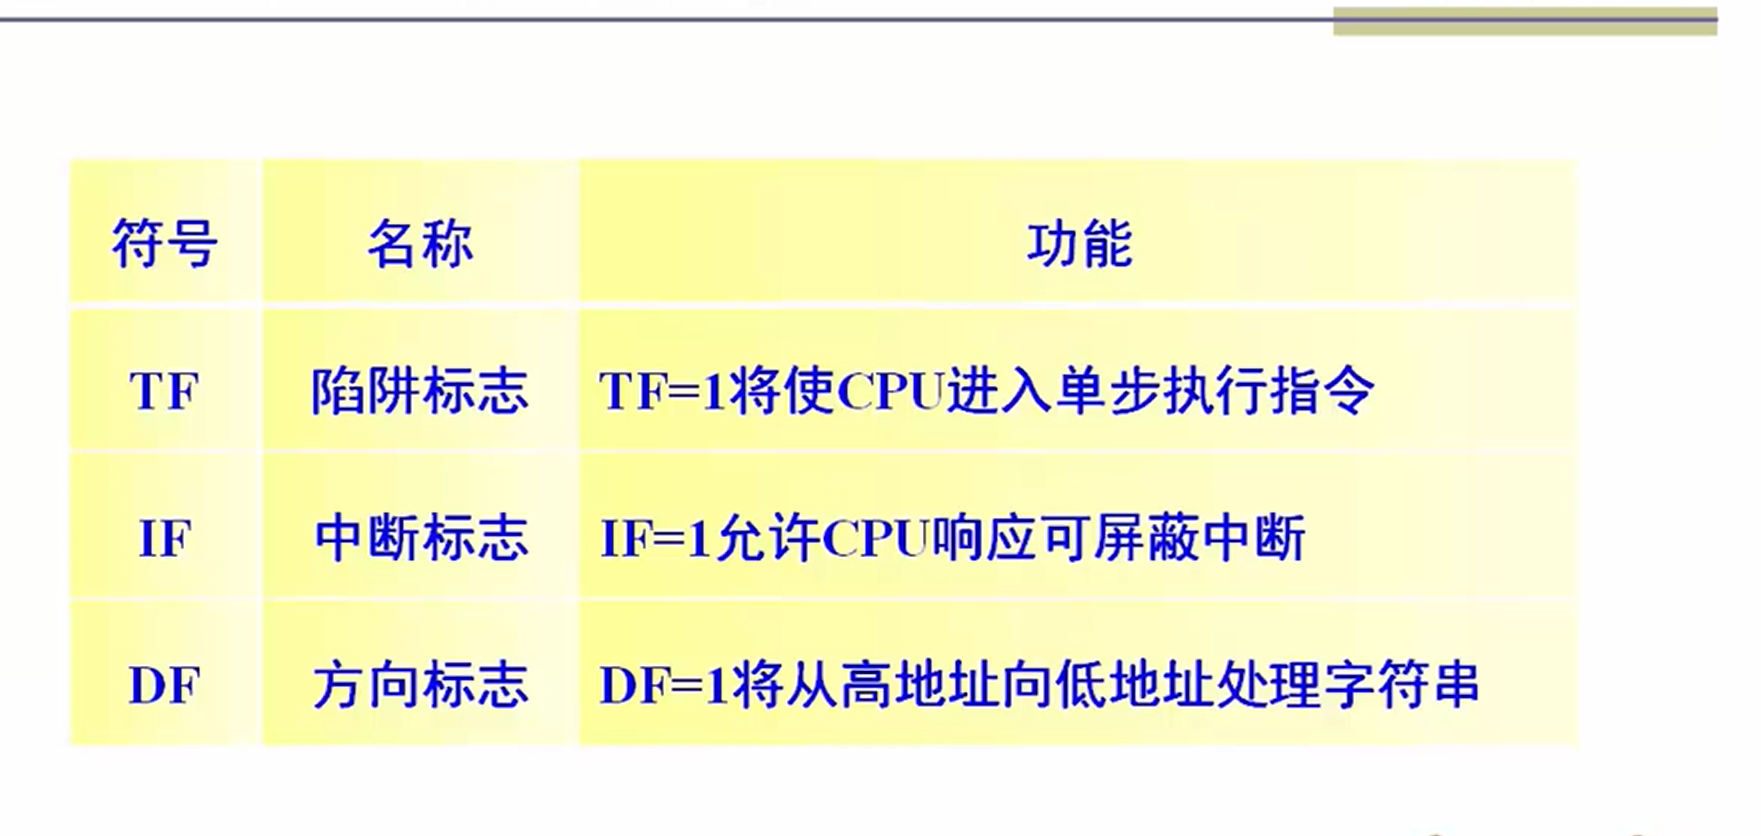 符号 名称 功能
TF 陷阱标志 TF=1将使CPU进入单步执行指令
IF 中断标志 IF=1允许CPU响应可屏蔽中断
DF 方向标志 DF=1将从高地址向低地址处理字符串